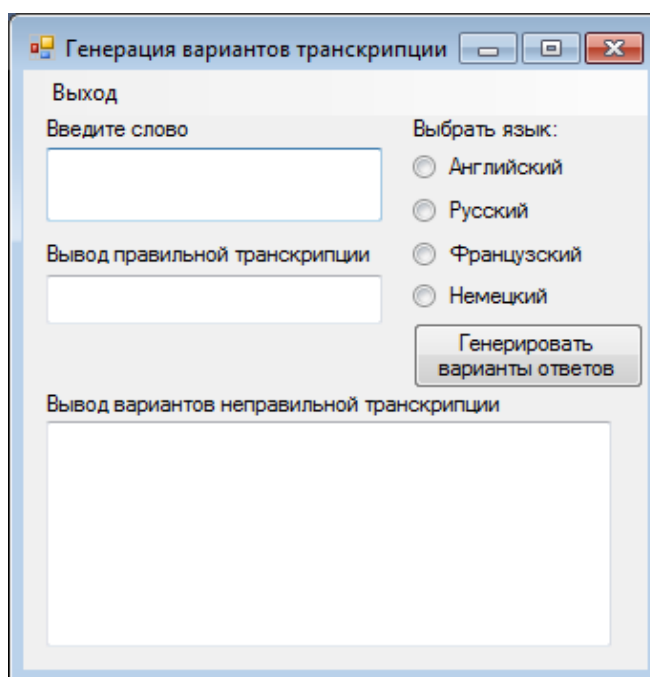 Генерация вариантов транскрипции
Выход
Введите слово
Выбрать язык:
Английский
Русский
Вывод правильной транскрипции
Французский
Немецкий
Генерировать
варианты ответов
Вывод вариантов неправильной транскрипции